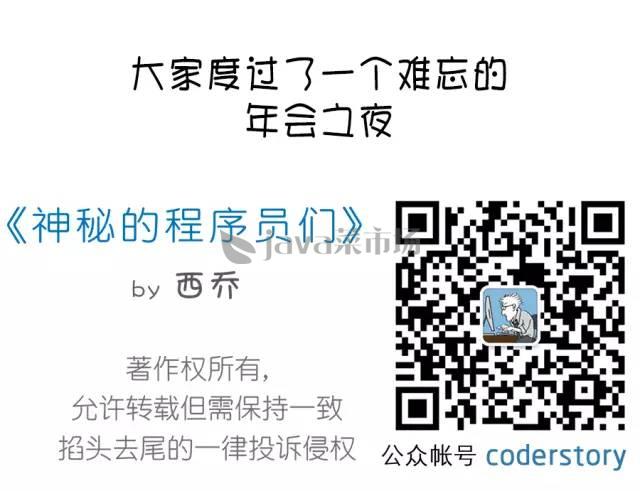 大家度过了一个难忘的
年会之夜
《神秘的程序员们》
java菜市场
by 西乔
著作权所有,
允许转载但需保持一致
掐头去尾的一律投诉侵权
公众帐号 coderstory